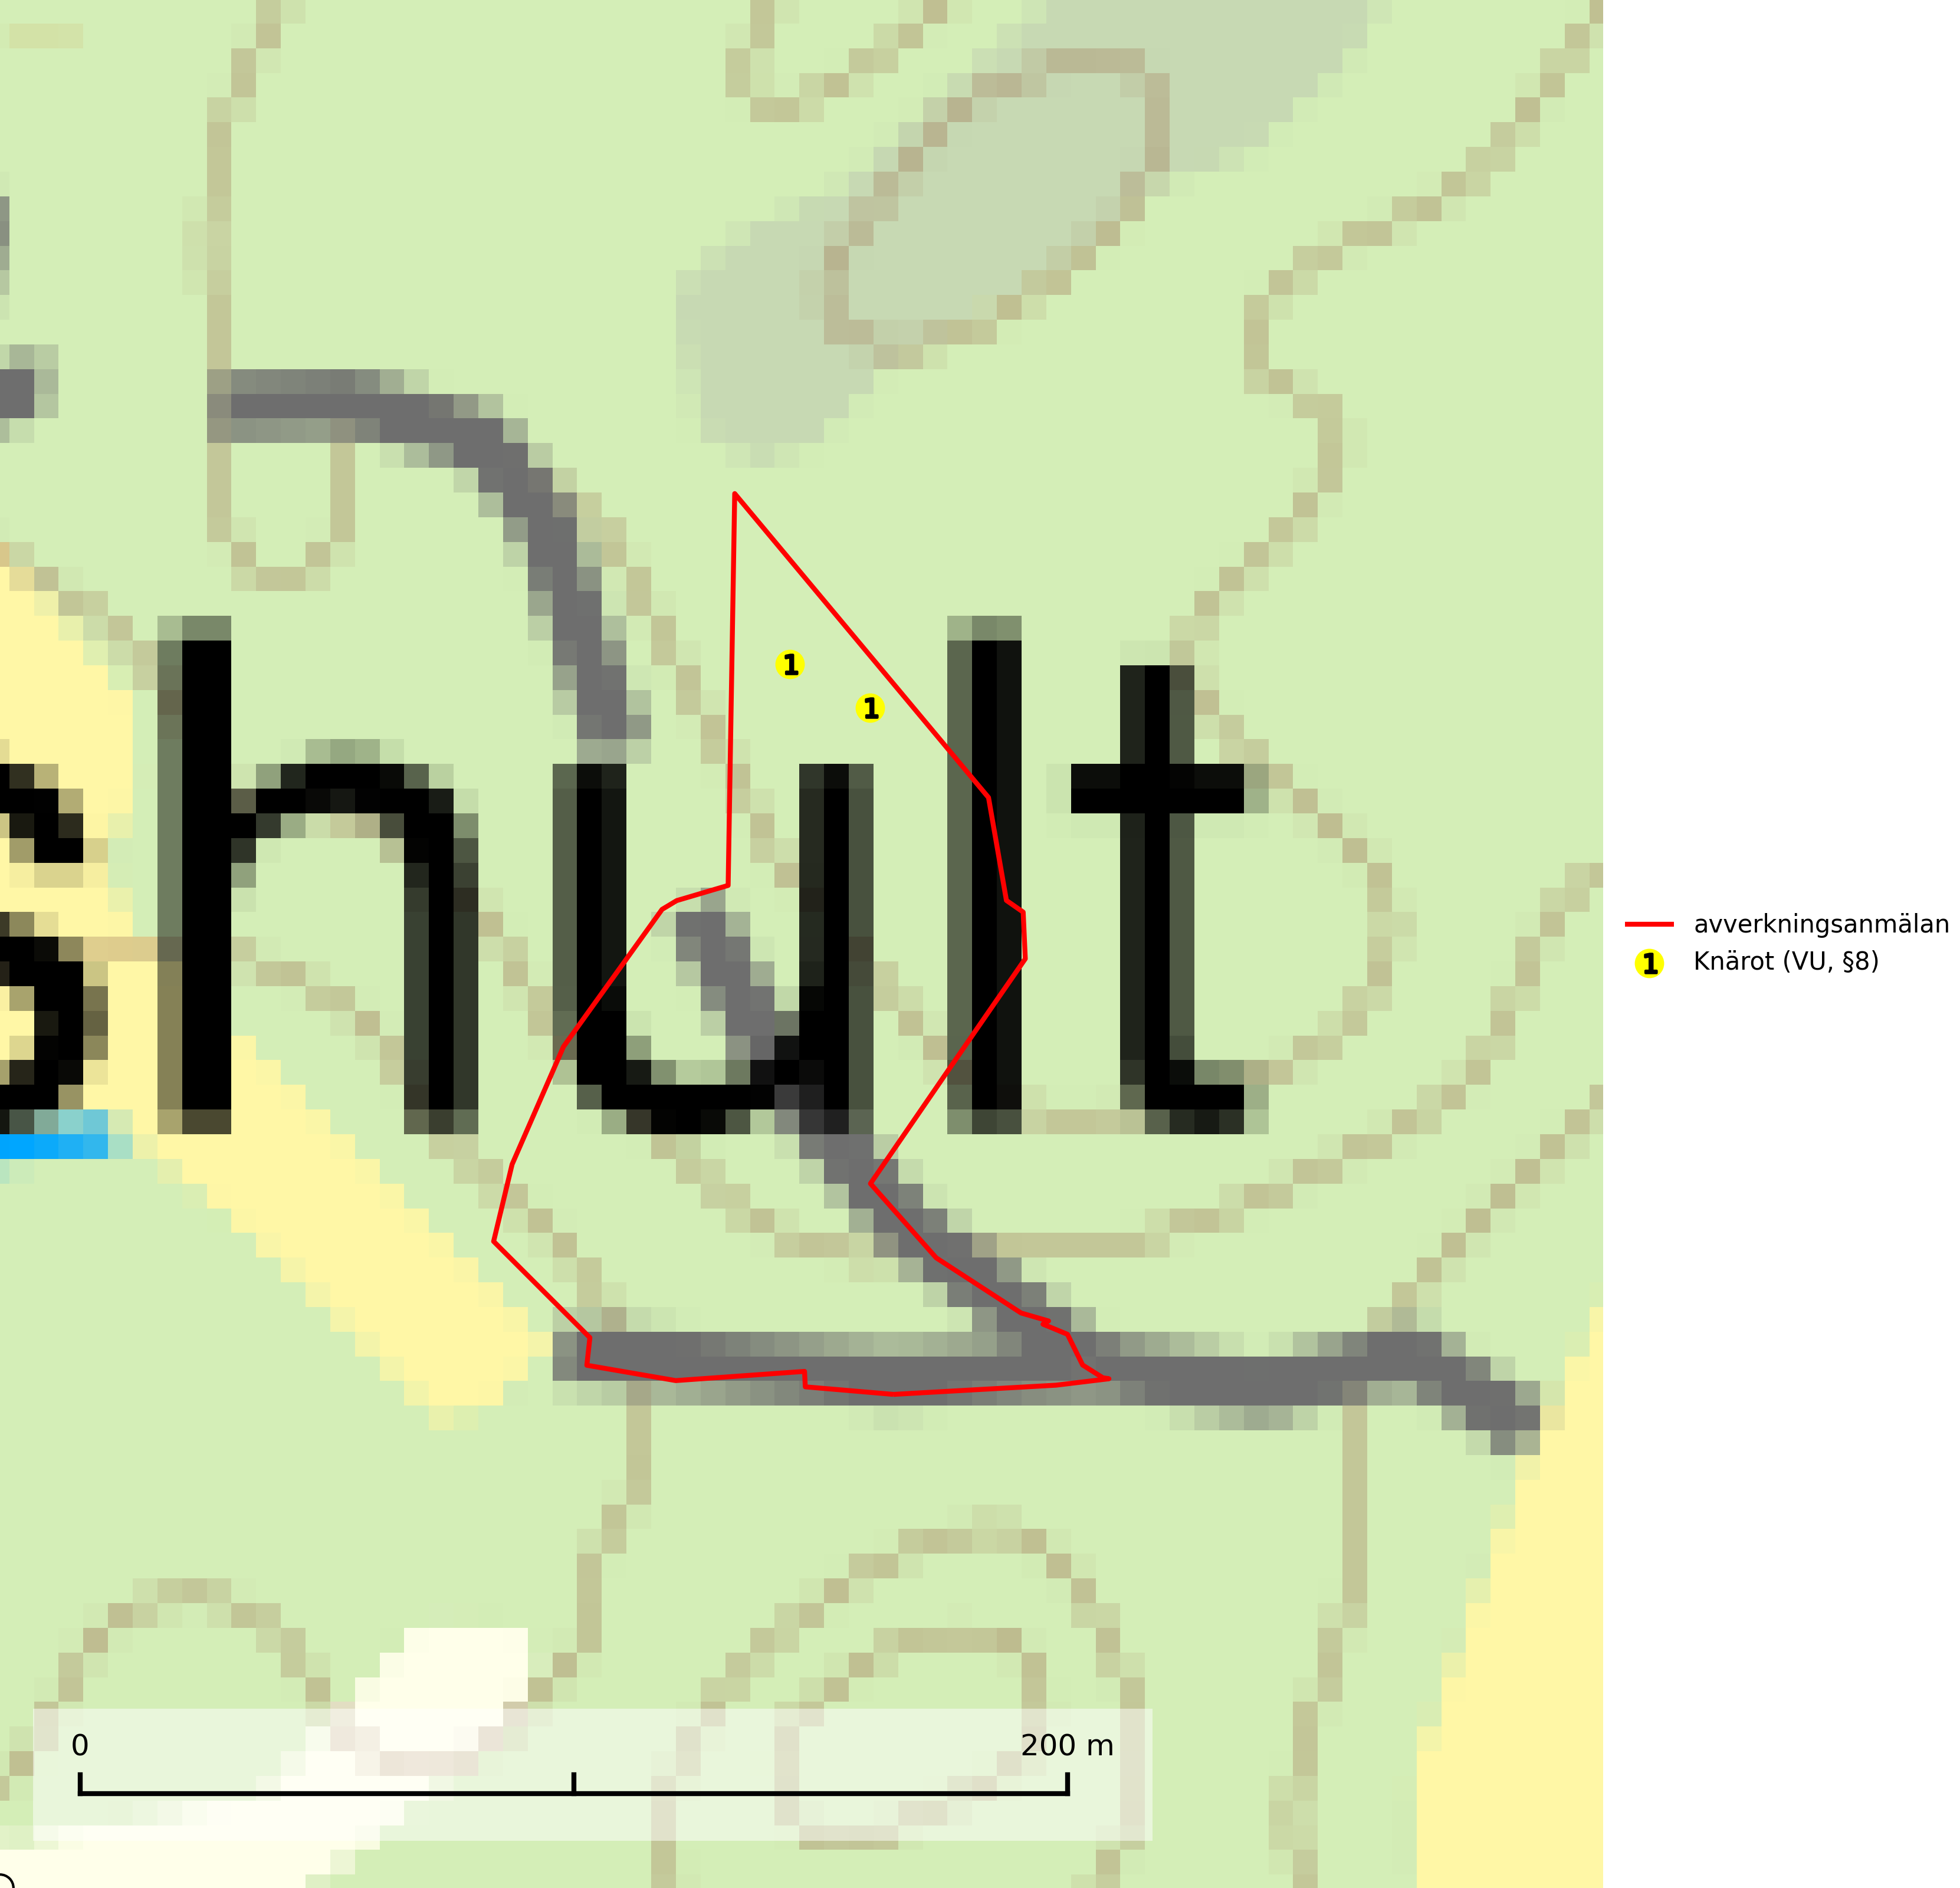 hult
1
1
avverkningsanmälan
1 Knärot (VU, §8)
0 200 m